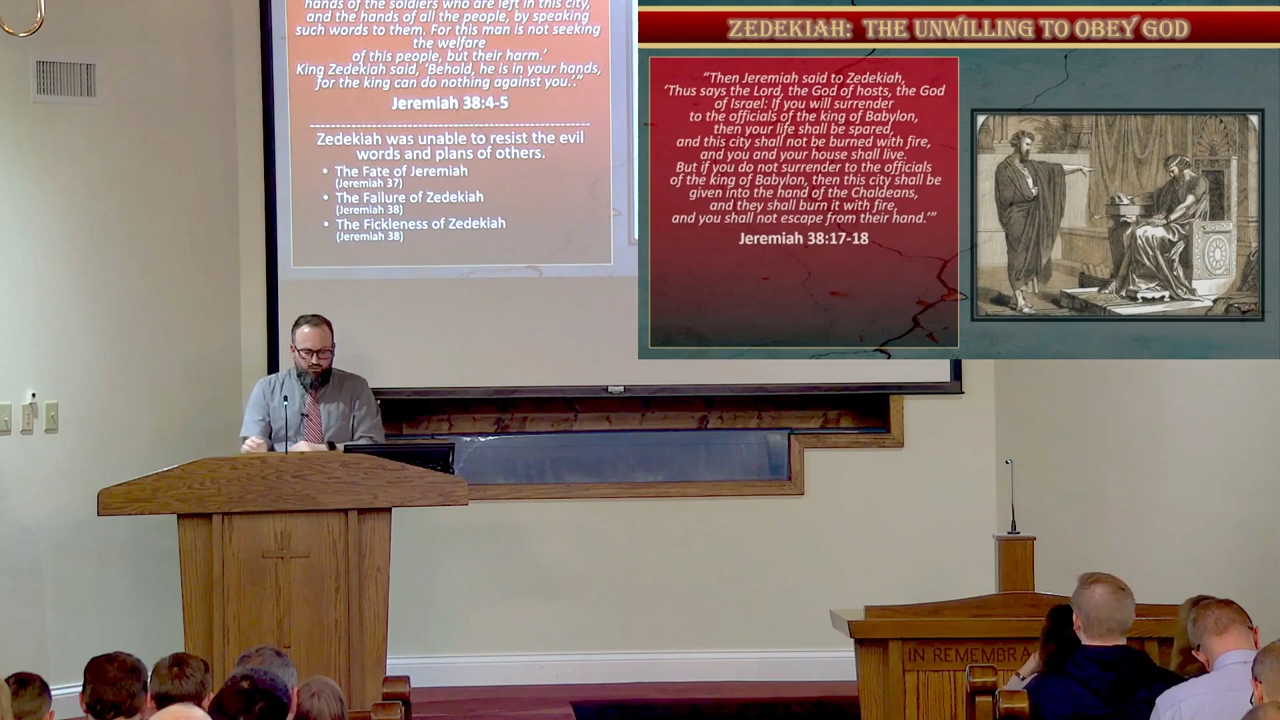 hands of the soldiers who are left in this city,
and the hands of all the people, by speaking
such words to them. For this man is not seeking
the welfare
of this people, but their harm.’
King Zedekiah said, ‘Behold, he is in your hands,
for the king can do nothing against you.’.”
Jeremiah 38:4-5
Zedekiah was unable to resist the evil
words and plans of others.
• The Fate of Jeremiah
(Jeremiah 37)
• The Failure of Zedekiah
(Jeremiah 38)
• The Fickleness of Zedekiah
(Jeremiah 38)
ZEDEKIAH: THE UNWILLING TO OBEY GOD
“Then Jeremiah said to Zedekiah,
‘Thus says the Lord, the God of hosts, the God
of Israel: If you will surrender
to the officials of the king of Babylon,
then your life shall be spared,
and this city shall not be burned with fire,
and you and your house shall live.
But if you do not surrender to the officials
of the king of Babylon, then this city shall be
given into the hand of the Chaldeans,
and they shall burn it with fire,
and you shall not escape from their hand.’”
Jeremiah 38:17-18
IN REMEMBRA